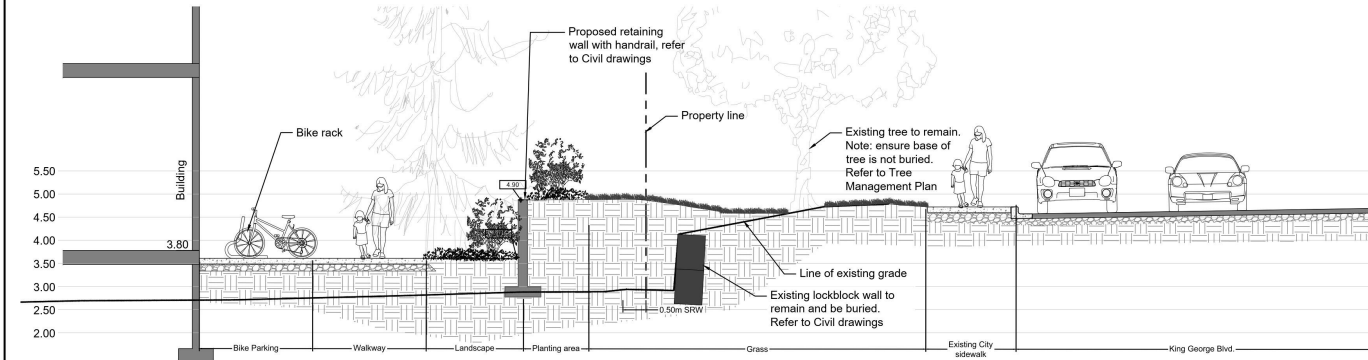 Proposed retaining
wall with handrail, refer
to Civil drawings
Property line
Bike rack
Existing tree to remain.
Note: ensure base of
tree is not buried.
Refer to Tree
Management Plan
Building
5.50
5.00
4.50
4.00
3.50
3.00
2.50
2.00
3.80
4.90
Line of existing grade
Existing lockblock wall to
remain and be buried.
Refer to Civil drawings
0.50m SRW
Bike Parking
Walkway
Landscape
Planting area
Grass
Existing City
sidewalk
King George Blvd.